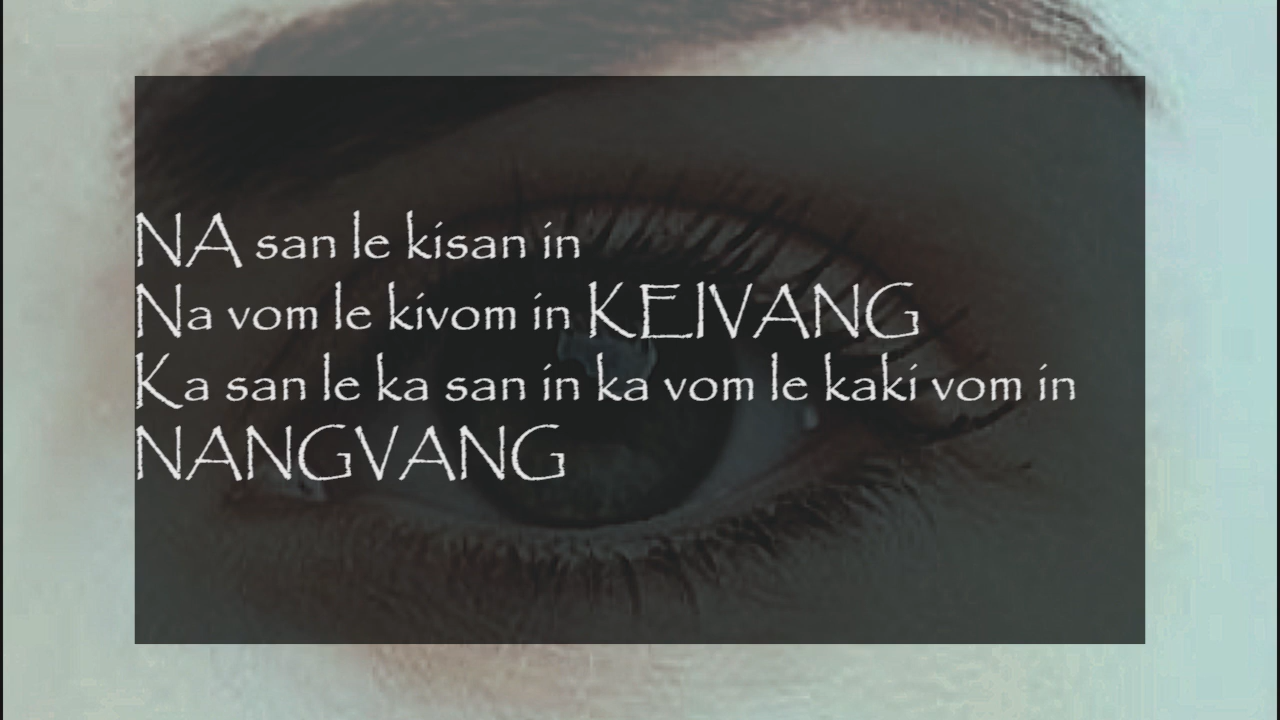 NA san le kisan in
Na vom le kivom in KEIVANG
Ka san le ka san in ka vom le kaki vom in
NANGVANG